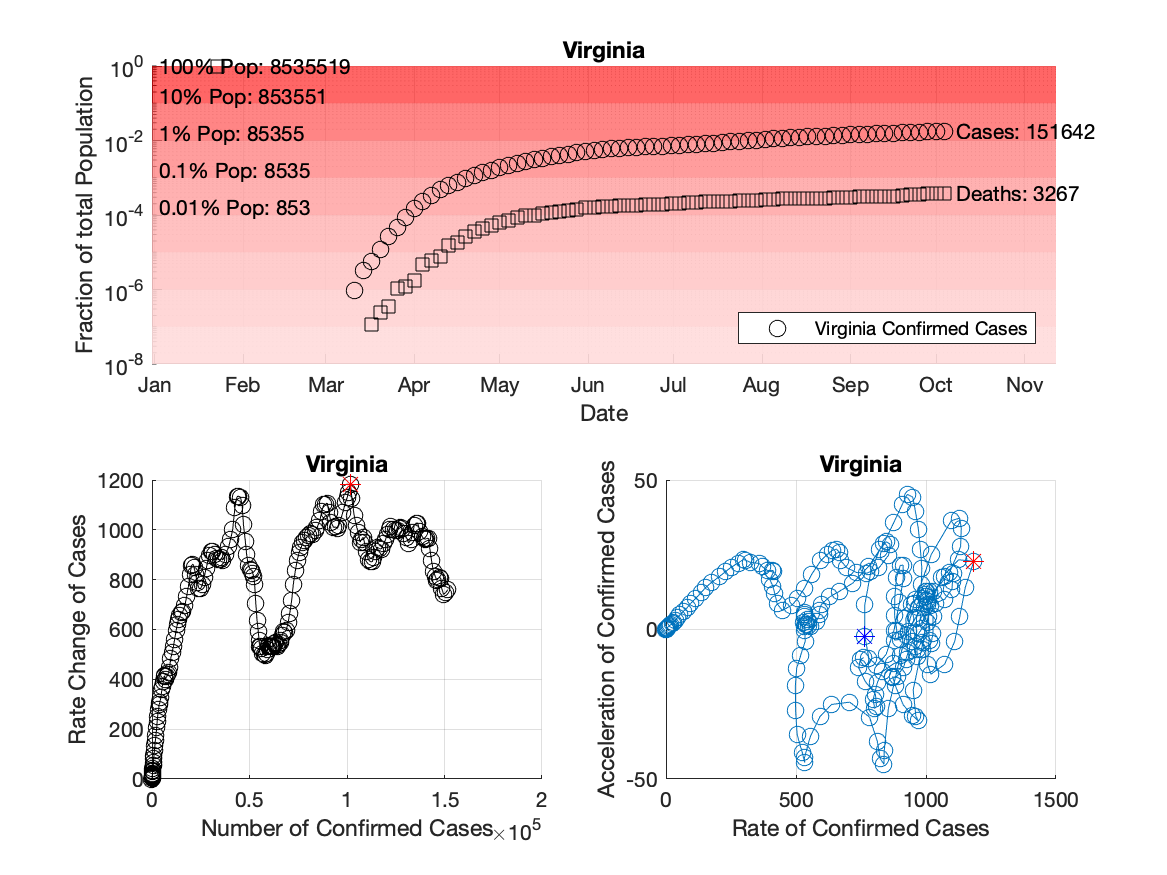 Virginia
10^0
10^-2
10^-4
10^-6
10^-8
Fraction of total Population
100% Pop: 8535519
10% Pop: 853551
1% Pop: 85355
0.1% Pop: 8535
0.01% Pop: 853
Cases: 151642
Deaths: 3267
Virginia Confirmed Cases
Jan Feb Mar Apr May Jun Jul Aug Sep Oct Nov
Date
Virginia
1200
1000
800
600
400
200
0
Rate Change of Cases
0 0.5 1 1.5 2
Number of Confirmed Cases ×10^5
Virginia
50
0
-50
Acceleration of Confirmed Cases
0 500 1000 1500
Rate of Confirmed Cases